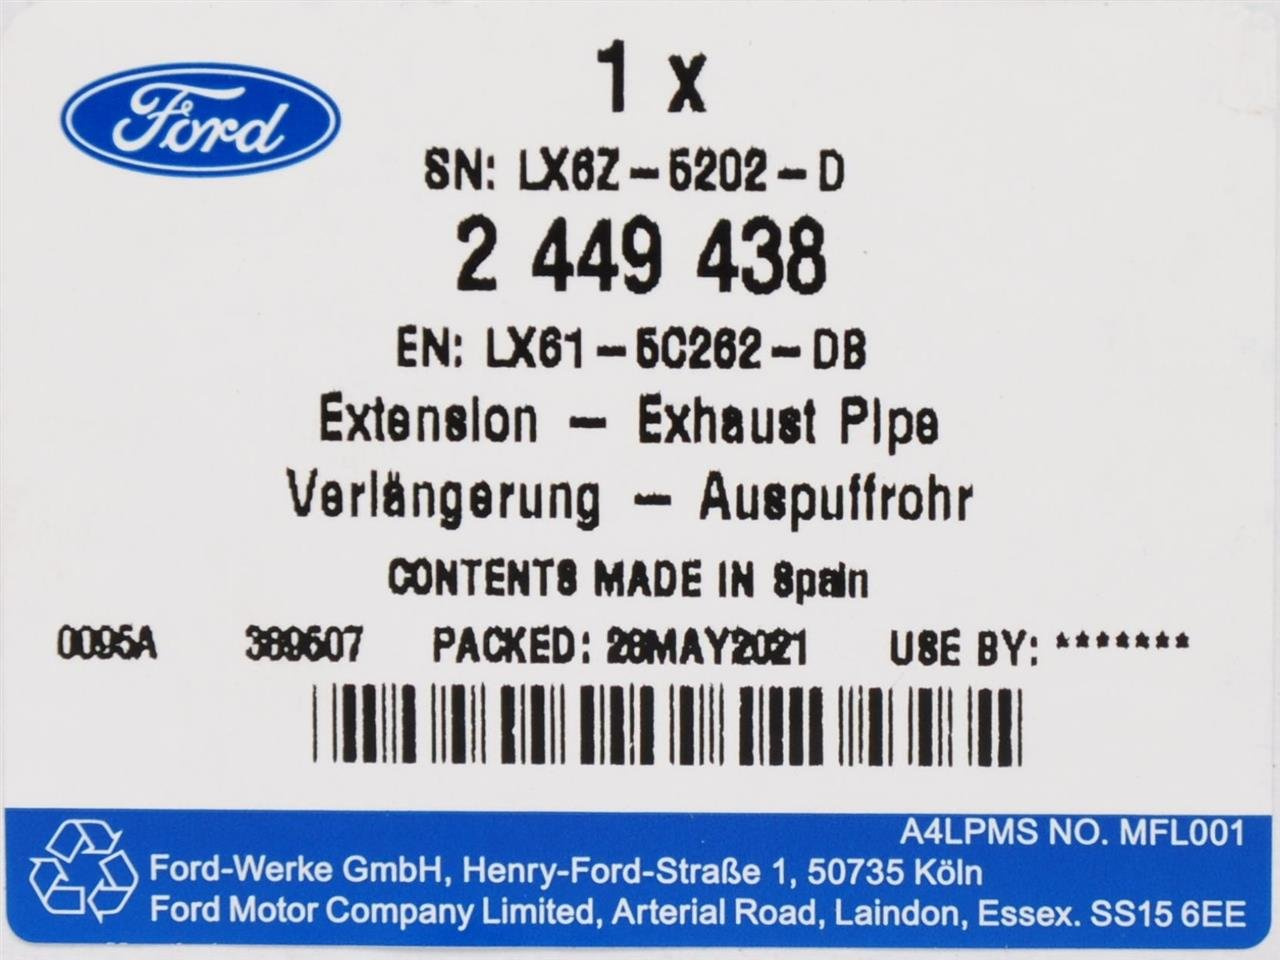 Ford
1 x
SN: LX6Z-5202-D
2 449 438
EN: LX61-5C262-DB
Extension - Exhaust Pipe
Verlängerung - Auspuffrohr
CONTENTS MADE IN Spain
0095A 389607 PACKED: 28MAY2021 USE BY: *******
A4LPMS NO. MFL001
Ford-Werke GmbH, Henry-Ford-Straße 1, 50735 Köln
Ford Motor Company Limited, Arterial Road, Laindon, Essex. SS15 6EE